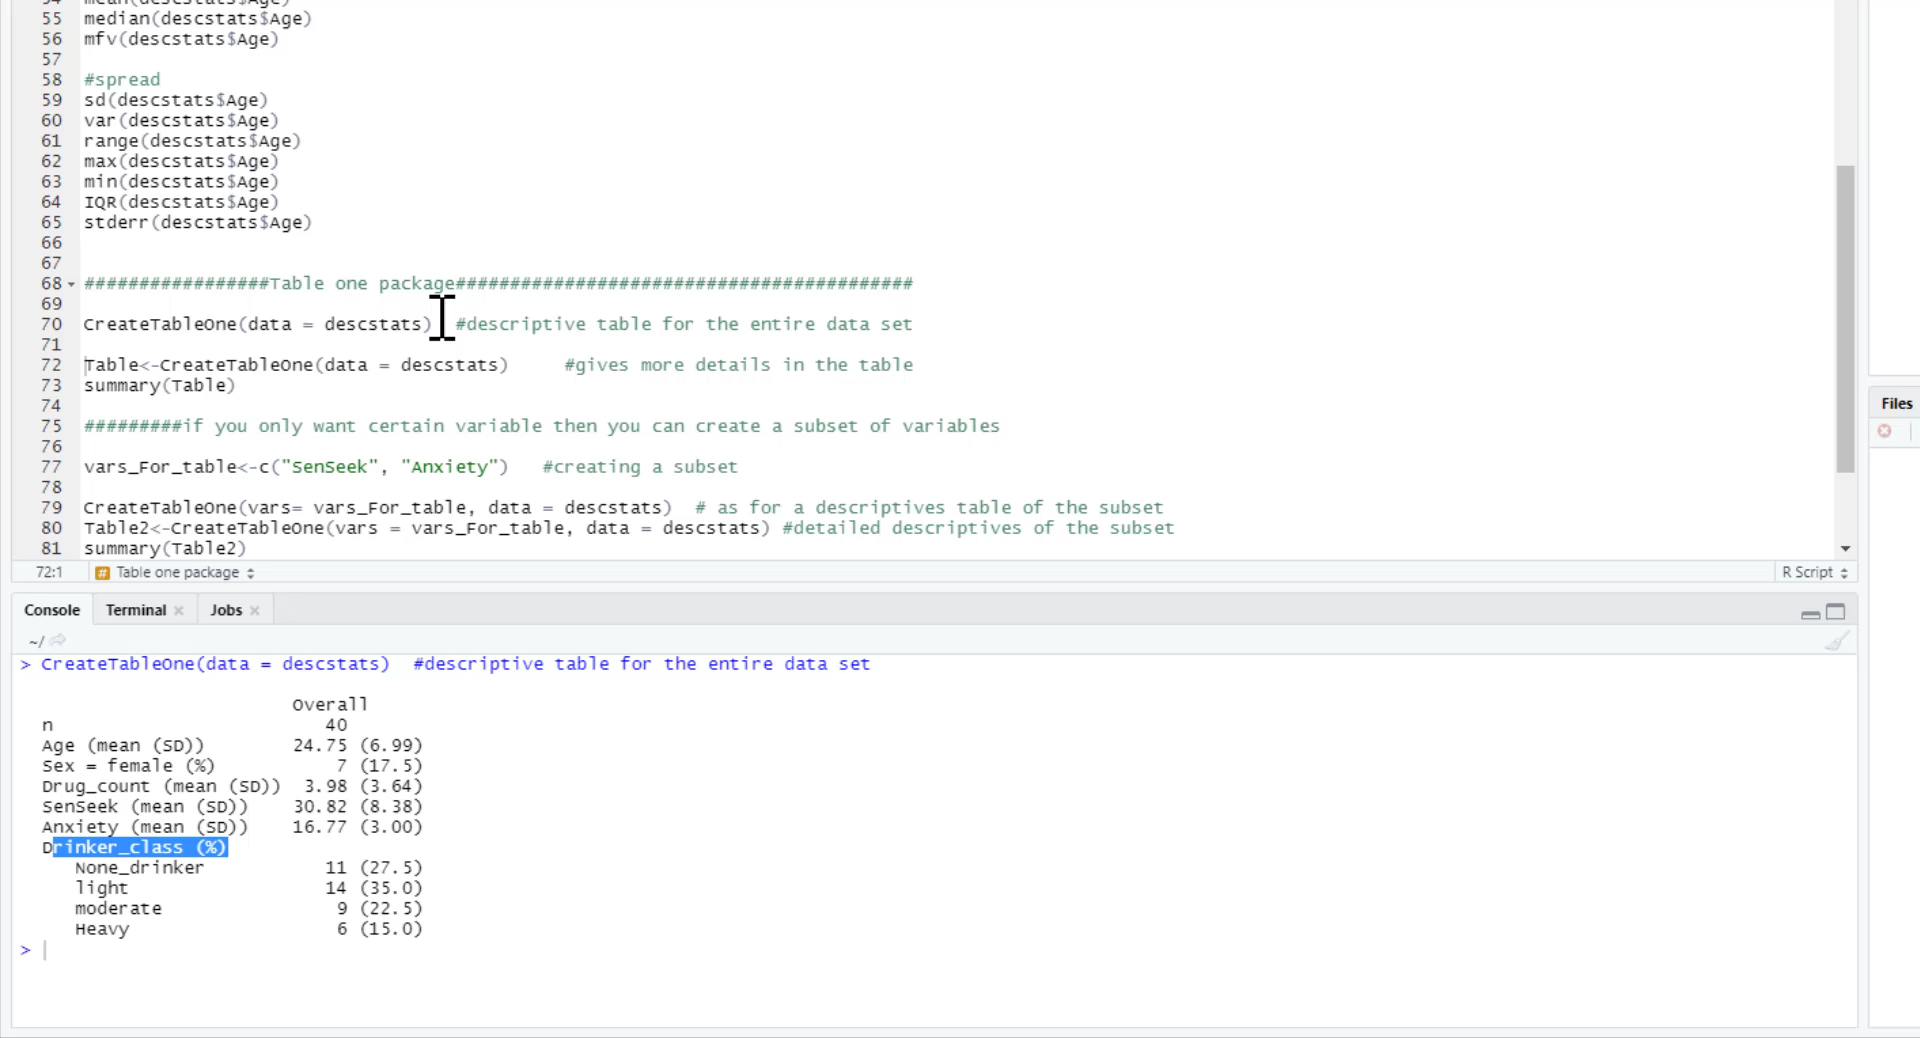 54 mean(descstats$Age)
55 median(descstats$Age)
56 mfv(descstats$Age)
57
58 #spread
59 sd(descstats$Age)
60 var(descstats$Age)
61 range(descstats$Age)
62 max(descstats$Age)
63 min(descstats$Age)
64 IQR(descstats$Age)
65 stderr(descstats$Age)
66
67
68 #################Table one package##########################################
69
70 CreateTableOne(data = descstats)  #descriptive table for the entire data set
71
72 Table<-CreateTableOne(data = descstats)     #gives more details in the table
73 summary(Table)
74
75 #########if you only want certain variable then you can create a subset of variables
76
77 vars_For_table<-c("SenSeek", "Anxiety")   #creating a subset
78
79 CreateTableOne(vars= vars_For_table, data = descstats)  # as for a descriptives table of the subset
80 Table2<-CreateTableOne(vars = vars_For_table, data = descstats) #detailed descriptives of the subset
81 summary(Table2)
72:1 # Table one package R Script
Files
Console Terminal Jobs
~/
> CreateTableOne(data = descstats)  #descriptive table for the entire data set
Overall
n 40
Age (mean (SD)) 24.75 (6.99)
Sex = female (%) 7 (17.5)
Drug_count (mean (SD)) 3.98 (3.64)
SenSeek (mean (SD)) 30.82 (8.38)
Anxiety (mean (SD)) 16.77 (3.00)
Drinker_class (%)
None_drinker 11 (27.5)
light 14 (35.0)
moderate 9 (22.5)
Heavy 6 (15.0)
>